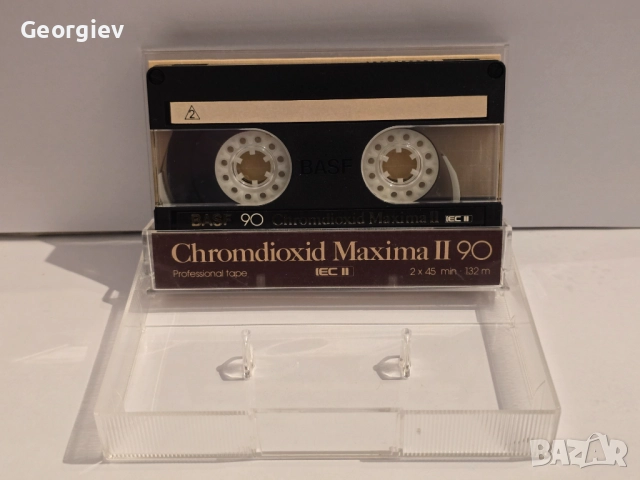 Georgiev
2
BASF
BASF 90 Chromdioxid Maxima II IEC II
Chromdioxid Maxima II 90
Professional tape IEC II 2 x 45 min · 132 m
BAZAR